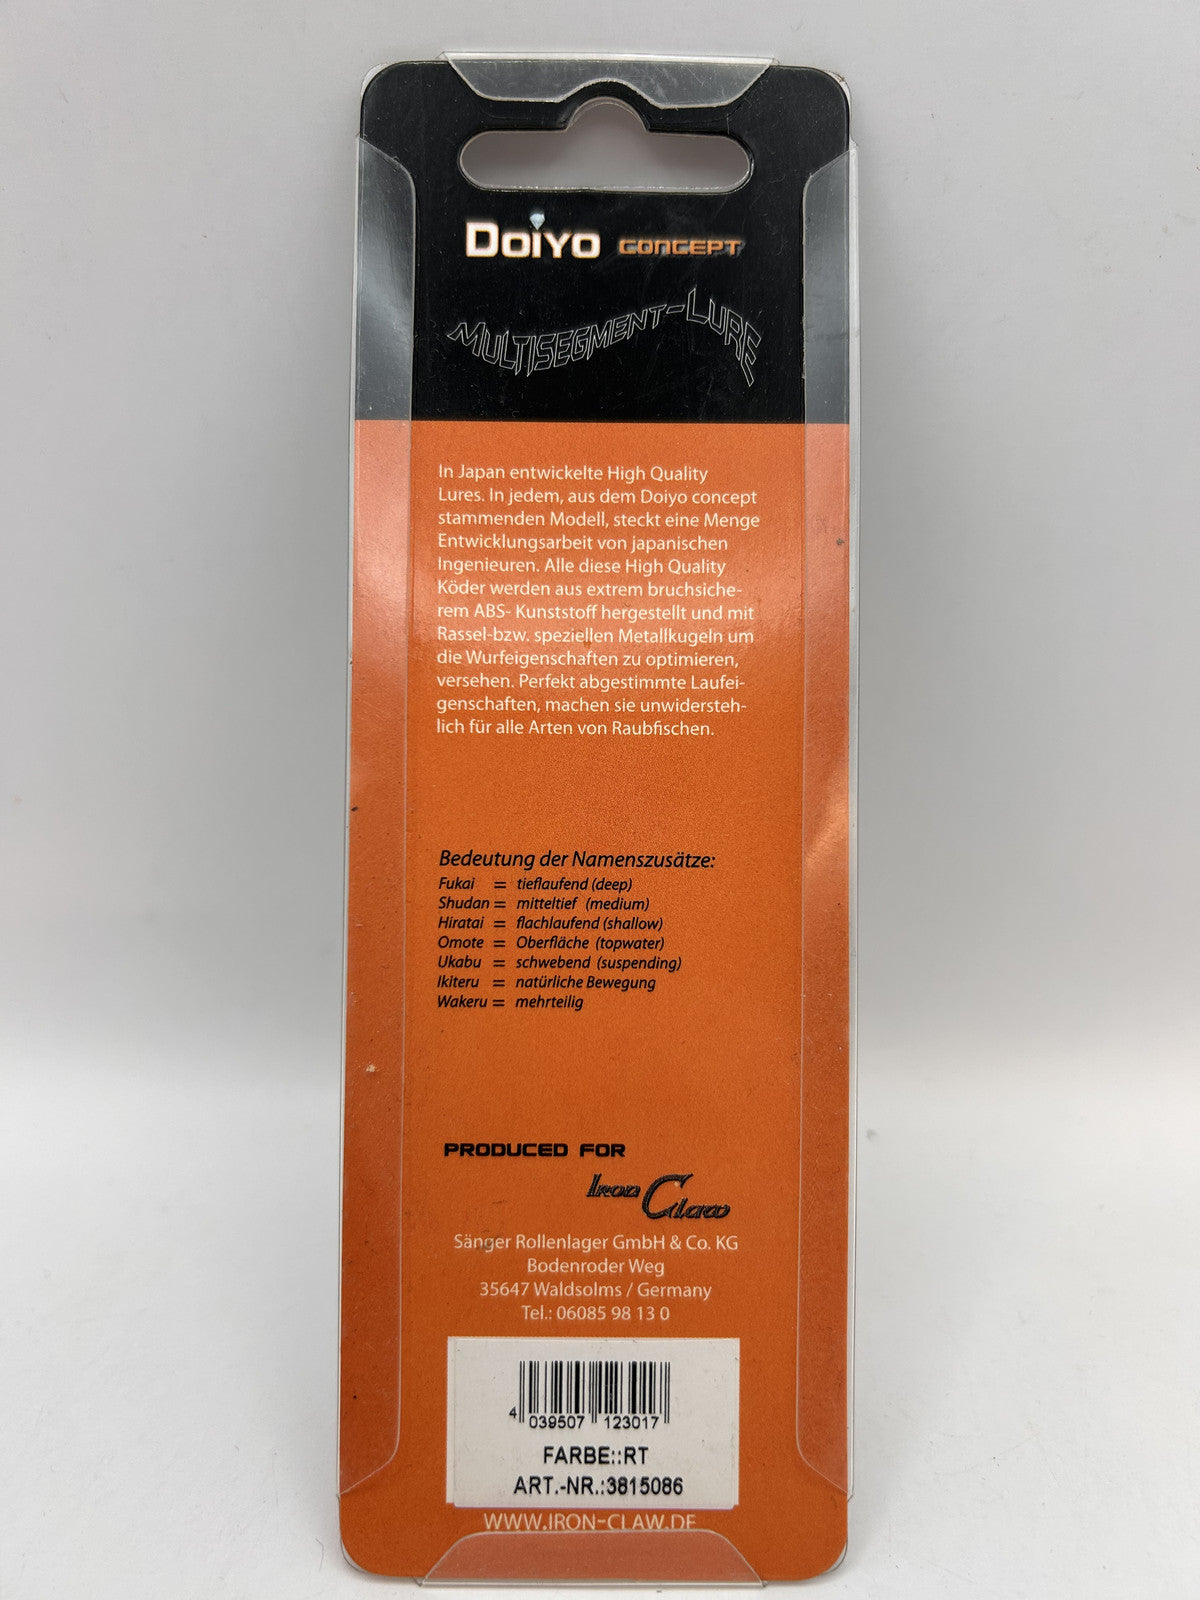 Doiyo concept
Multisegment-Lure
In Japan entwickelte High Quality
Lures. In jedem, aus dem Doiyo concept
stammenden Modell, steckt eine Menge
Entwicklungsarbeit von japanischen
Ingenieuren. Alle diese High Quality
Köder werden aus extrem bruchsiche-
rem ABS- Kunststoff hergestellt und mit
Rassel-bzw. speziellen Metallkugeln um
die Wurfeigenschaften zu optimieren,
versehen. Perfekt abgestimmte Laufei-
genschaften, machen sie unwidersteh-
lich für alle Arten von Raubfischen.
Bedeutung der Namenszusätze:
Fukai = tieflaufend (deep)
Shudan = mitteltief (medium)
Hiratai = flachlaufend (shallow)
Omote = Oberfläche (topwater)
Ukabu = schwebend (suspending)
Ikiteru = natürliche Bewegung
Wakeru = mehrteilig
PRODUCED FOR
Iron Claw
Sänger Rollenlager GmbH & Co. KG
Bodenroder Weg
35647 Waldsolms / Germany
Tel.: 06085 98 13 0
4 039507 123017
FARBE::RT
ART.-NR.:3815086
WWW.IRON-CLAW.DE